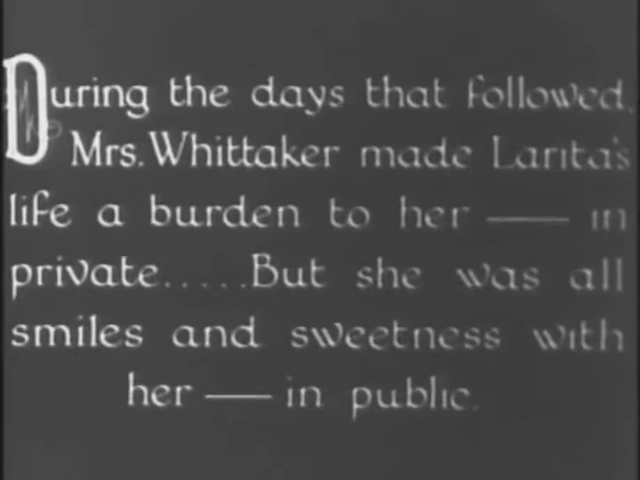 During the days that followed,
Mrs. Whittaker made Larita's
life a burden to her — in
private.....But she was all
smiles and sweetness with
her — in public.